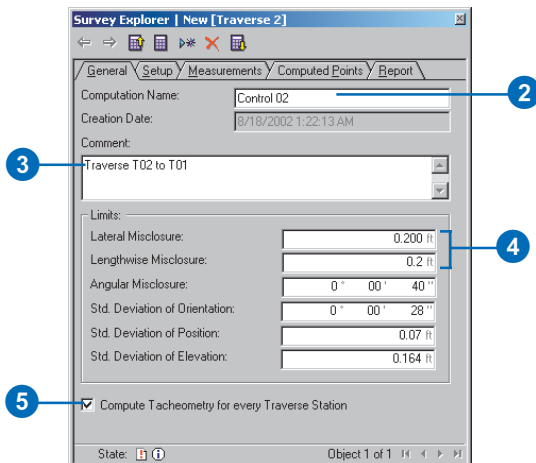 Survey Explorer | New [Traverse 2]
General Setup Measurements Computed Points Report
Computation Name: Control 02
2
Creation Date: 8/18/2002 1:22:13 AM
Comment:
3
Traverse T02 to T01
Limits:
Lateral Misclosure: 0.200 ft
4
Lengthwise Misclosure: 0.2 ft
Angular Misclosure: 0 ° 00 ' 40 "
Std. Deviation of Orientation: 0 ° 00 ' 28 "
Std. Deviation of Position: 0.07 ft
Std. Deviation of Elevation: 0.164 ft
5
Compute Tacheometry for every Traverse Station
State: Object 1 of 1